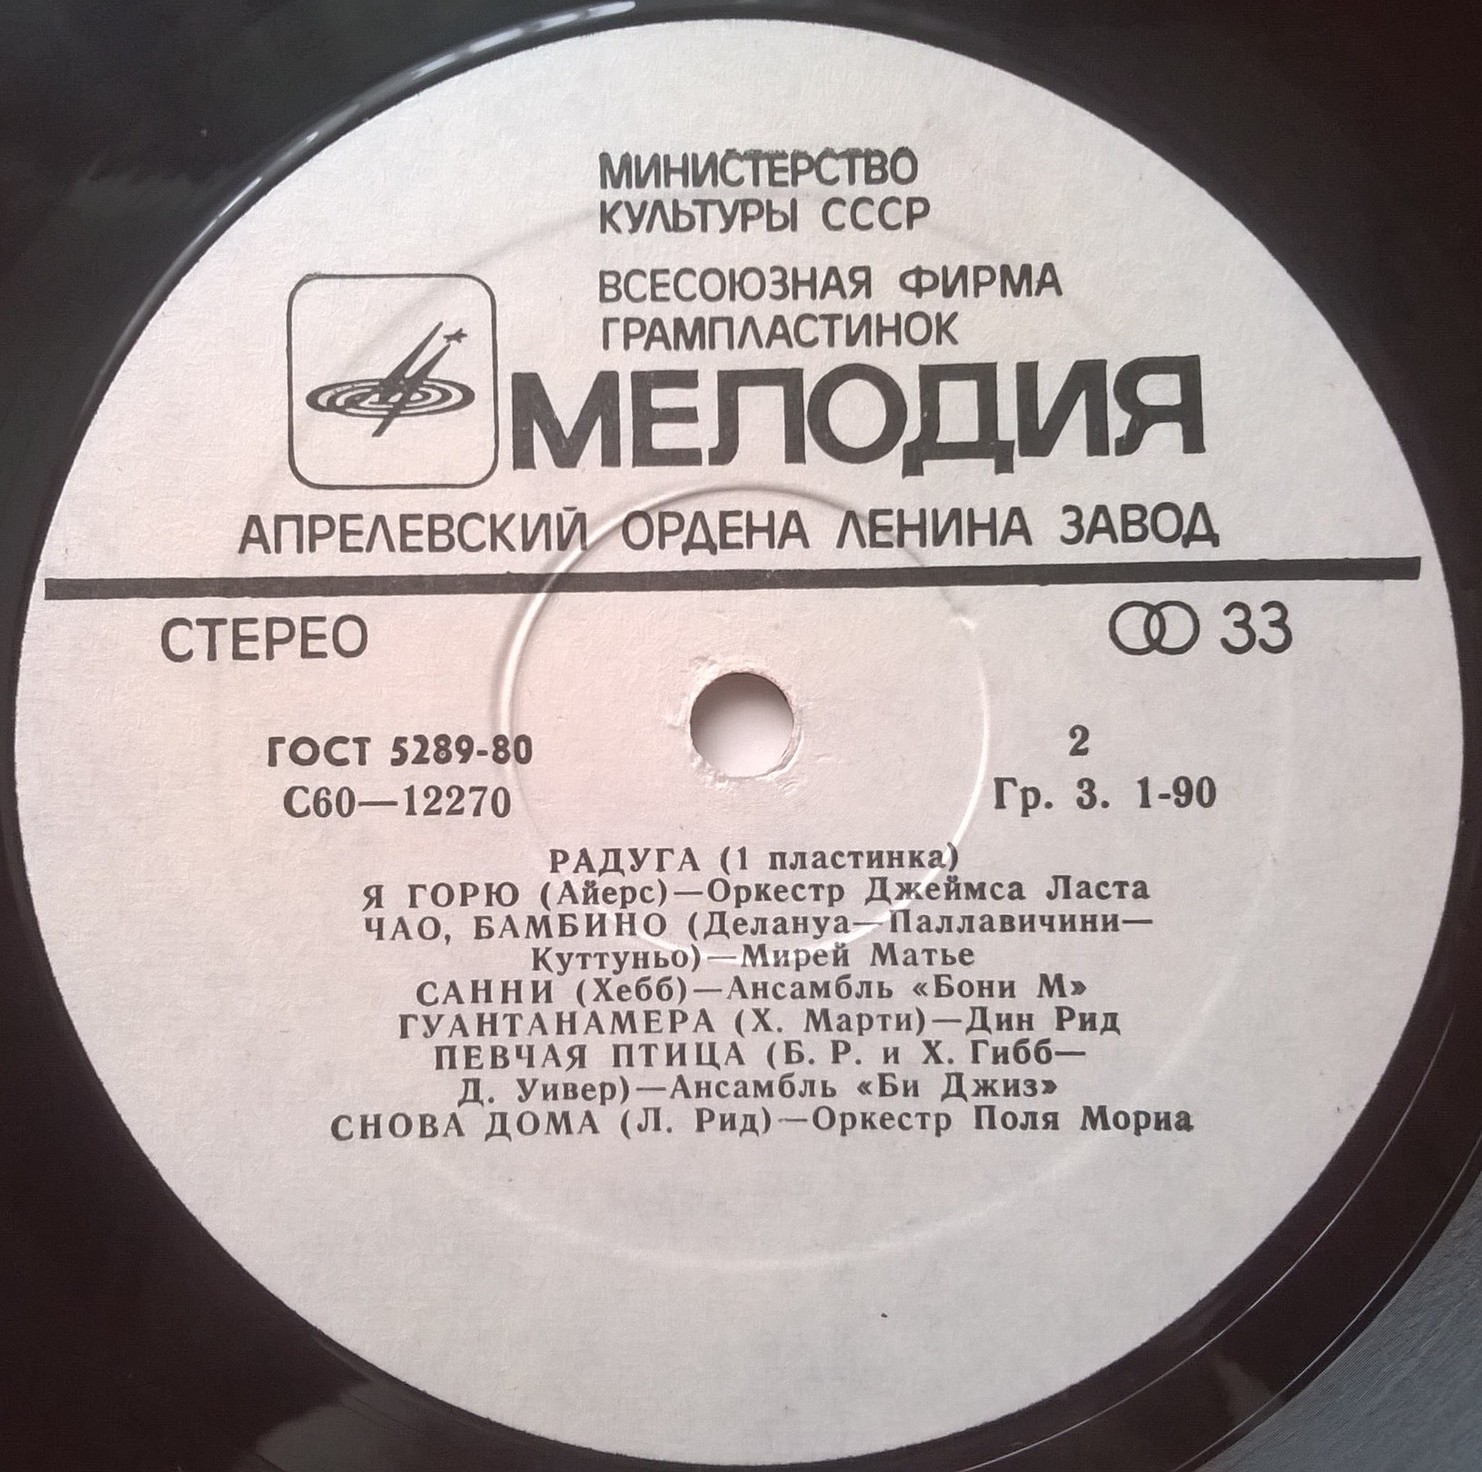 МИНИСТЕРСТВО
КУЛЬТУРЫ СССР
ВСЕСОЮЗНАЯ ФИРМА
ГРАМПЛАСТИНОК
МЕЛОДИЯ
АПРЕЛЕВСКИЙ ОРДЕНА ЛЕНИНА ЗАВОД
СТЕРЕО
33
ГОСТ 5289-80
2
С60—12270
Гр. 3. 1-90
РАДУГА (1 пластинка)
Я ГОРЮ (Айерс)—Оркестр Джеймса Ласта
ЧАО, БАМБИНО (Делануа—Паллавичини—
Куттуньо)—Мирей Матье
САННИ (Хебб)—Ансамбль «Бони М»
ГУАНТАНАМЕРА (Х. Марти)—Дин Рид
ПЕВЧАЯ ПТИЦА (Б. Р. и Х. Гибб—
Д. Уивер)—Ансамбль «Би Джиз»
СНОВА ДОМА (Л. Рид)—Оркестр Поля Мориа